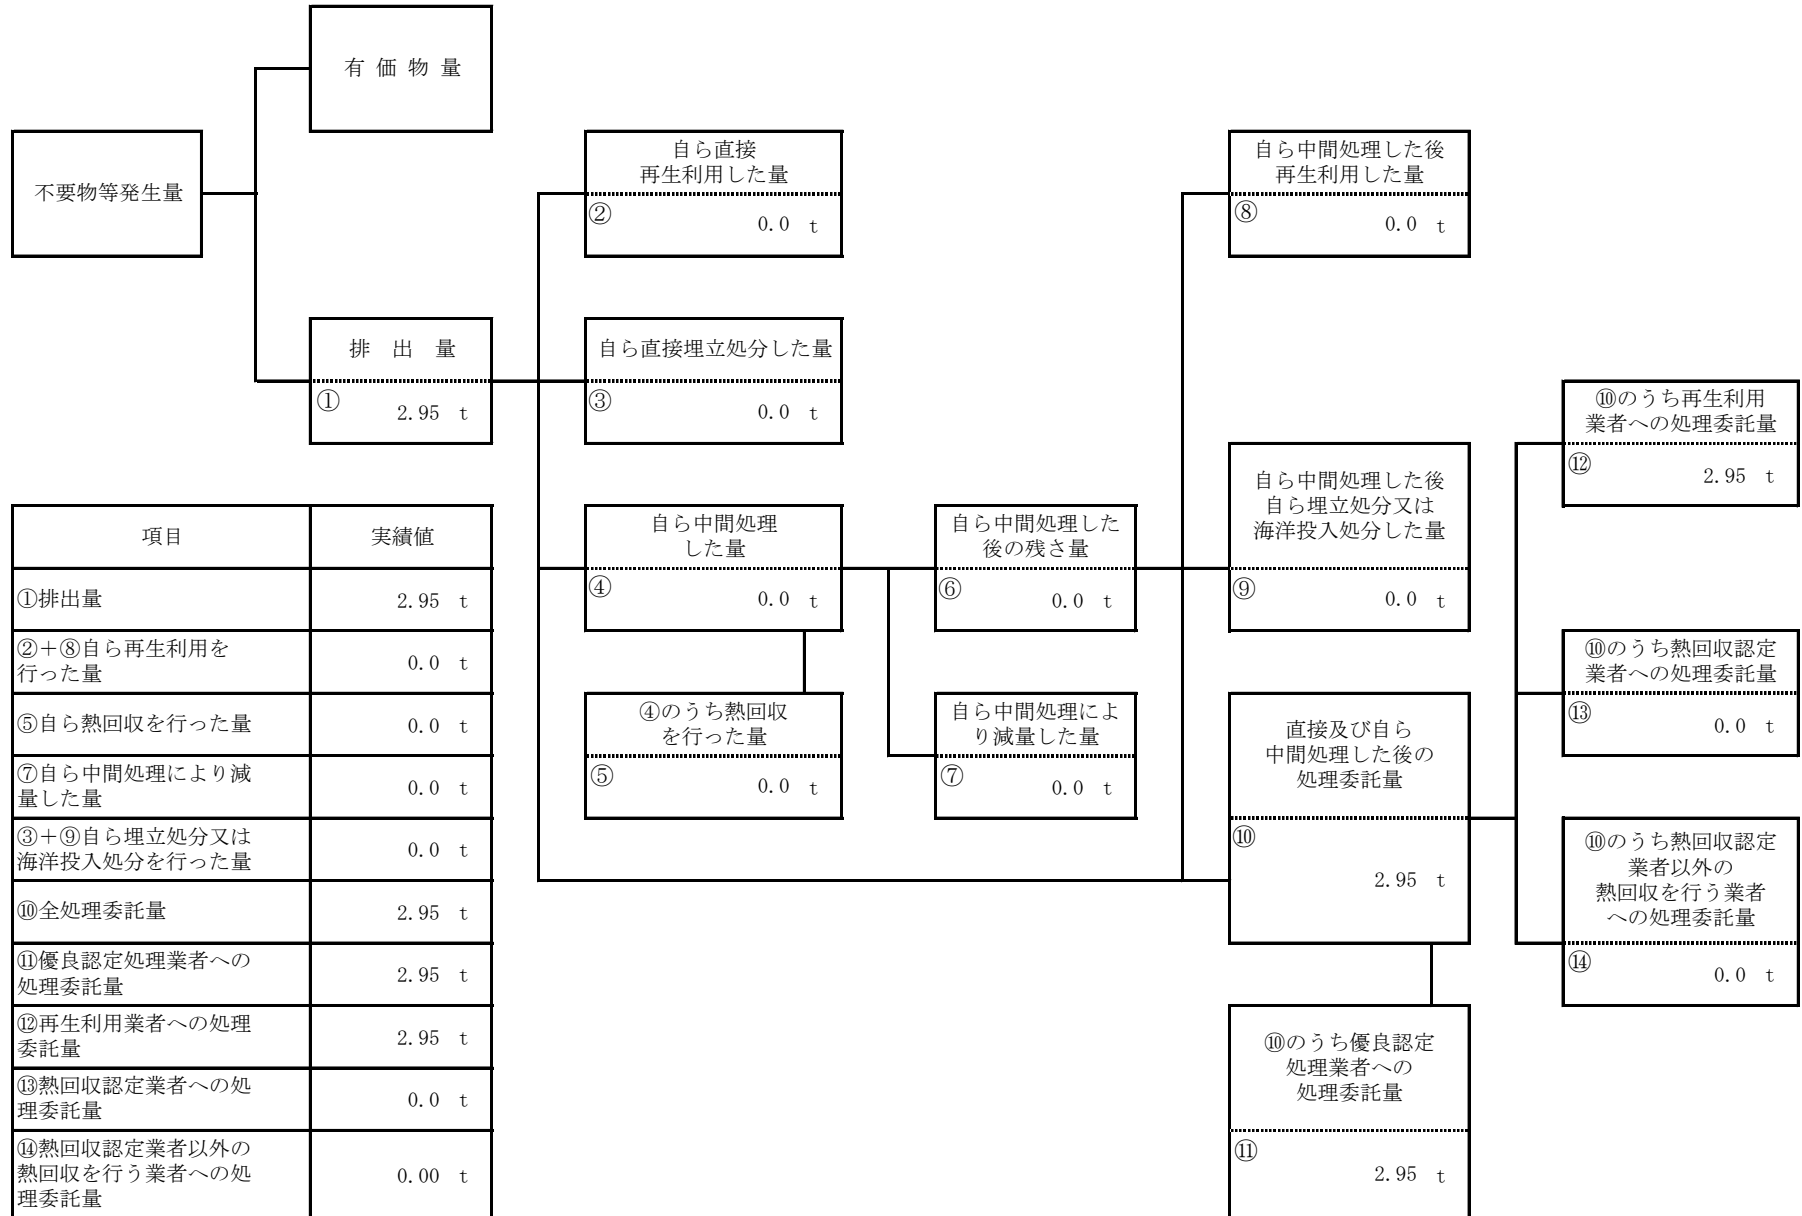 有 価 物 量
不要物等発生量
排 出 量
① 2.95 t
自ら直接
再生利用した量
② 0.0 t
自ら直接埋立処分した量
③ 0.0 t
自ら中間処理
した量
④ 0.0 t
④のうち熱回収
を行った量
⑤ 0.0 t
自ら中間処理した
後の残さ量
⑥ 0.0 t
自ら中間処理によ
り減量した量
⑦ 0.0 t
自ら中間処理した後
再生利用した量
⑧ 0.0 t
自ら中間処理した後
自ら埋立処分又は
海洋投入処分した量
⑨ 0.0 t
直接及び自ら
中間処理した後の
処理委託量
⑩
2.95 t
⑩のうち優良認定
処理業者への
処理委託量
⑪
2.95 t
⑩のうち再生利用
業者への処理委託量
⑫ 2.95 t
⑩のうち熱回収認定
業者への処理委託量
⑬ 0.0 t
⑩のうち熱回収認定
業者以外の
熱回収を行う業者
への処理委託量
⑭ 0.0 t
項目 実績値
①排出量 2.95 t
②＋⑧自ら再生利用を
行った量 0.0 t
⑤自ら熱回収を行った量 0.0 t
⑦自ら中間処理により減
量した量 0.0 t
③＋⑨自ら埋立処分又は
海洋投入処分を行った量 0.0 t
⑩全処理委託量 2.95 t
⑪優良認定処理業者への
処理委託量 2.95 t
⑫再生利用業者への処理
委託量 2.95 t
⑬熱回収認定業者への処
理委託量 0.0 t
⑭熱回収認定業者以外の
熱回収を行う業者への処
理委託量 0.00 t